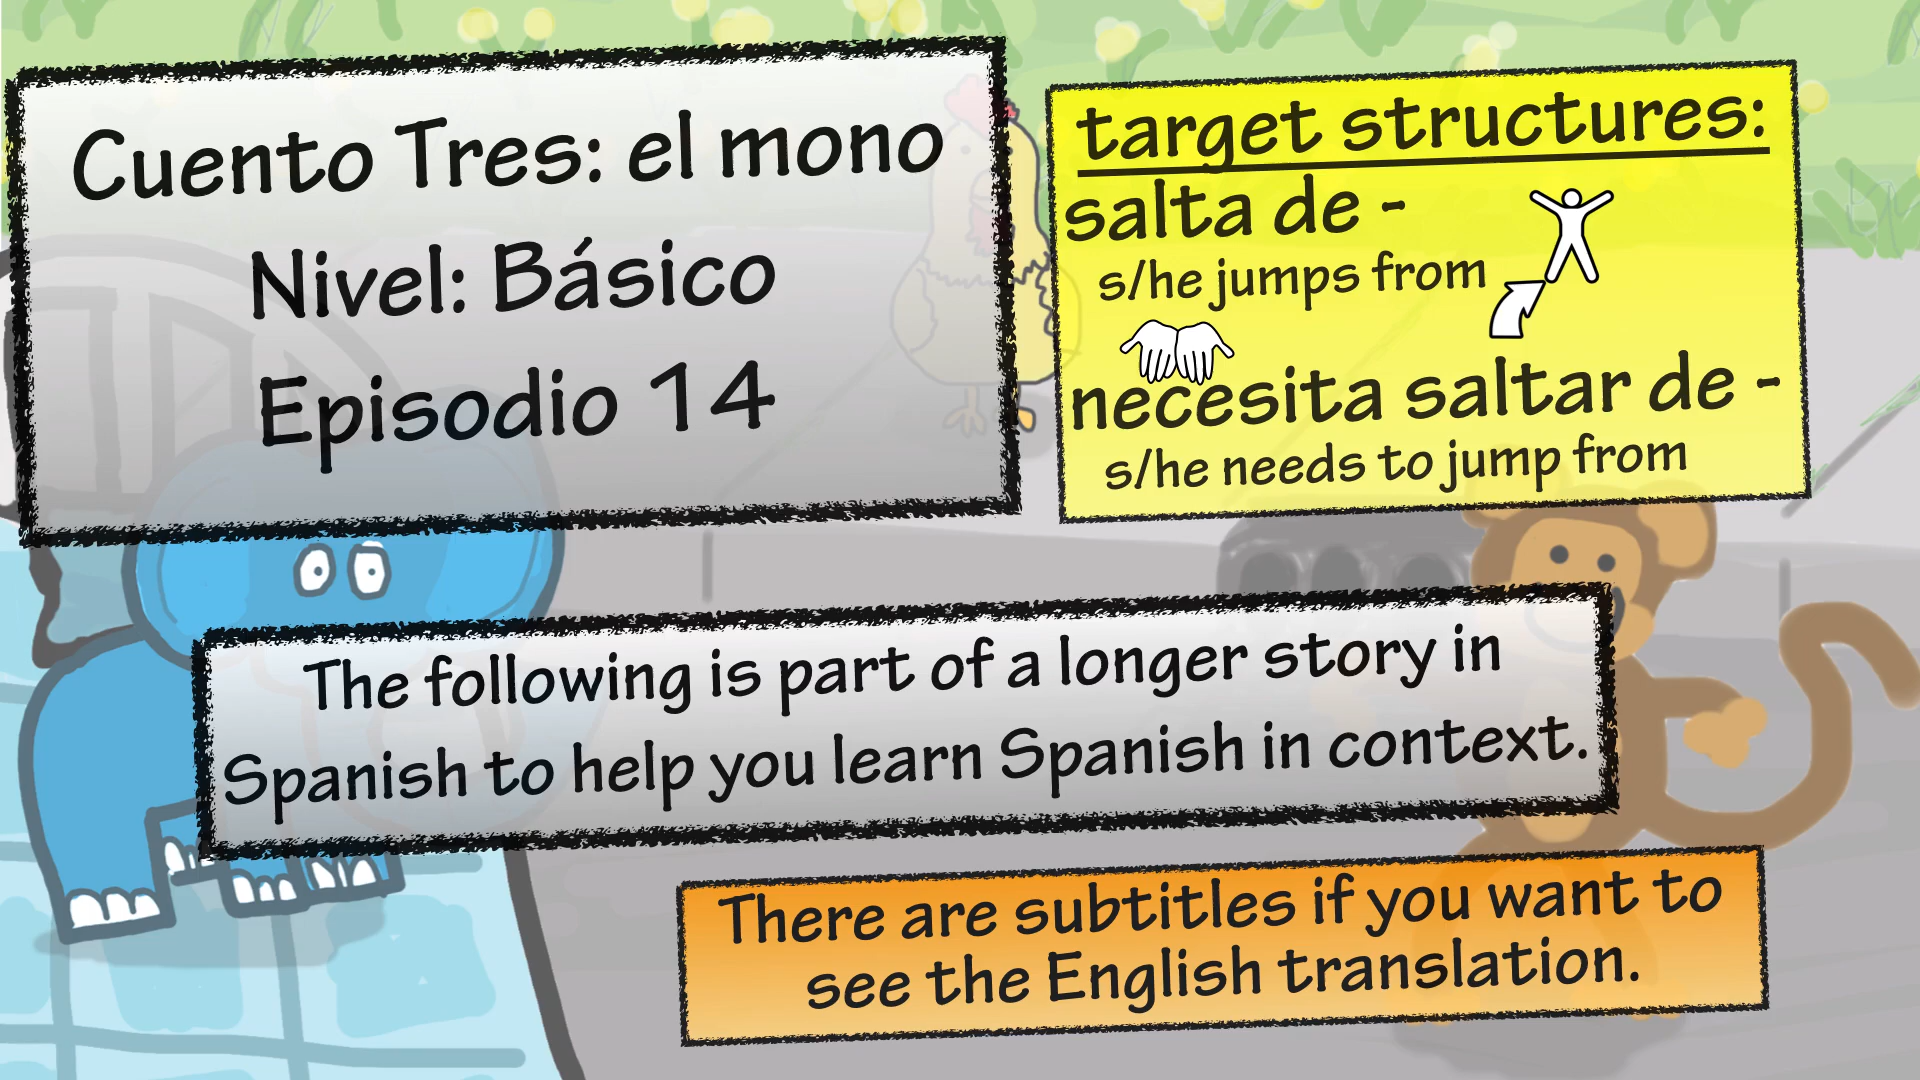 Cuento Tres: el mono
Nivel: Básico
Episodio 14
target structures:
salta de -
s/he jumps from
necesita saltar de -
s/he needs to jump from
The following is part of a longer story in
Spanish to help you learn Spanish in context.
There are subtitles if you want to
see the English translation.